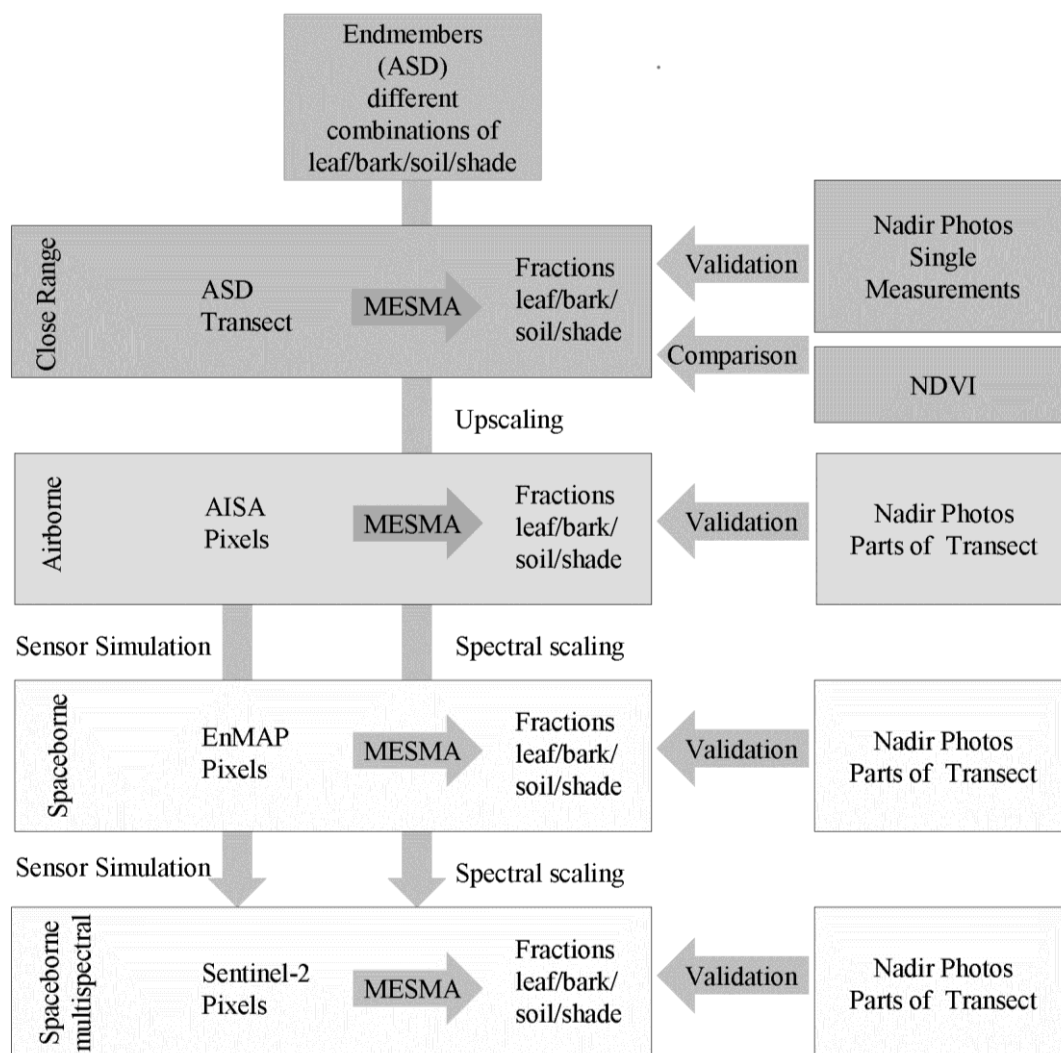 Endmembers
(ASD)
different
combinations of
leaf/bark/soil/shade
Close Range
ASD
Transect
MESMA
Fractions
leaf/bark/
soil/shade
Validation
Nadir Photos
Single
Measurements
Comparison
NDVI
Upscaling
Airborne
AISA
Pixels
MESMA
Fractions
leaf/bark/
soil/shade
Validation
Nadir Photos
Parts of Transect
Sensor Simulation
Spectral scaling
Spaceborne
EnMAP
Pixels
MESMA
Fractions
leaf/bark/
soil/shade
Validation
Nadir Photos
Parts of Transect
Sensor Simulation
Spectral scaling
Spaceborne
multispectral
Sentinel-2
Pixels
MESMA
Fractions
leaf/bark/
soil/shade
Validation
Nadir Photos
Parts of Transect